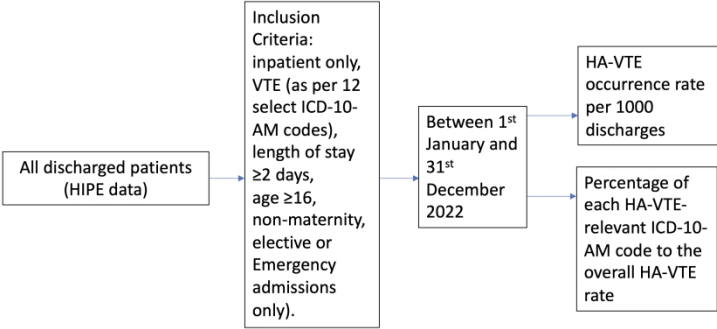 All discharged patients
(HIPE data)
Inclusion
Criteria:
inpatient only,
VTE (as per 12
select ICD-10-
AM codes),
length of stay
≥2 days,
age ≥16,
non-maternity,
elective or
Emergency
admissions
only).
Between 1st
January and
31st
December
2022
HA-VTE
occurrence rate
per 1000
discharges
Percentage of
each HA-VTE-
relevant ICD-10-
AM code to the
overall HA-VTE
rate